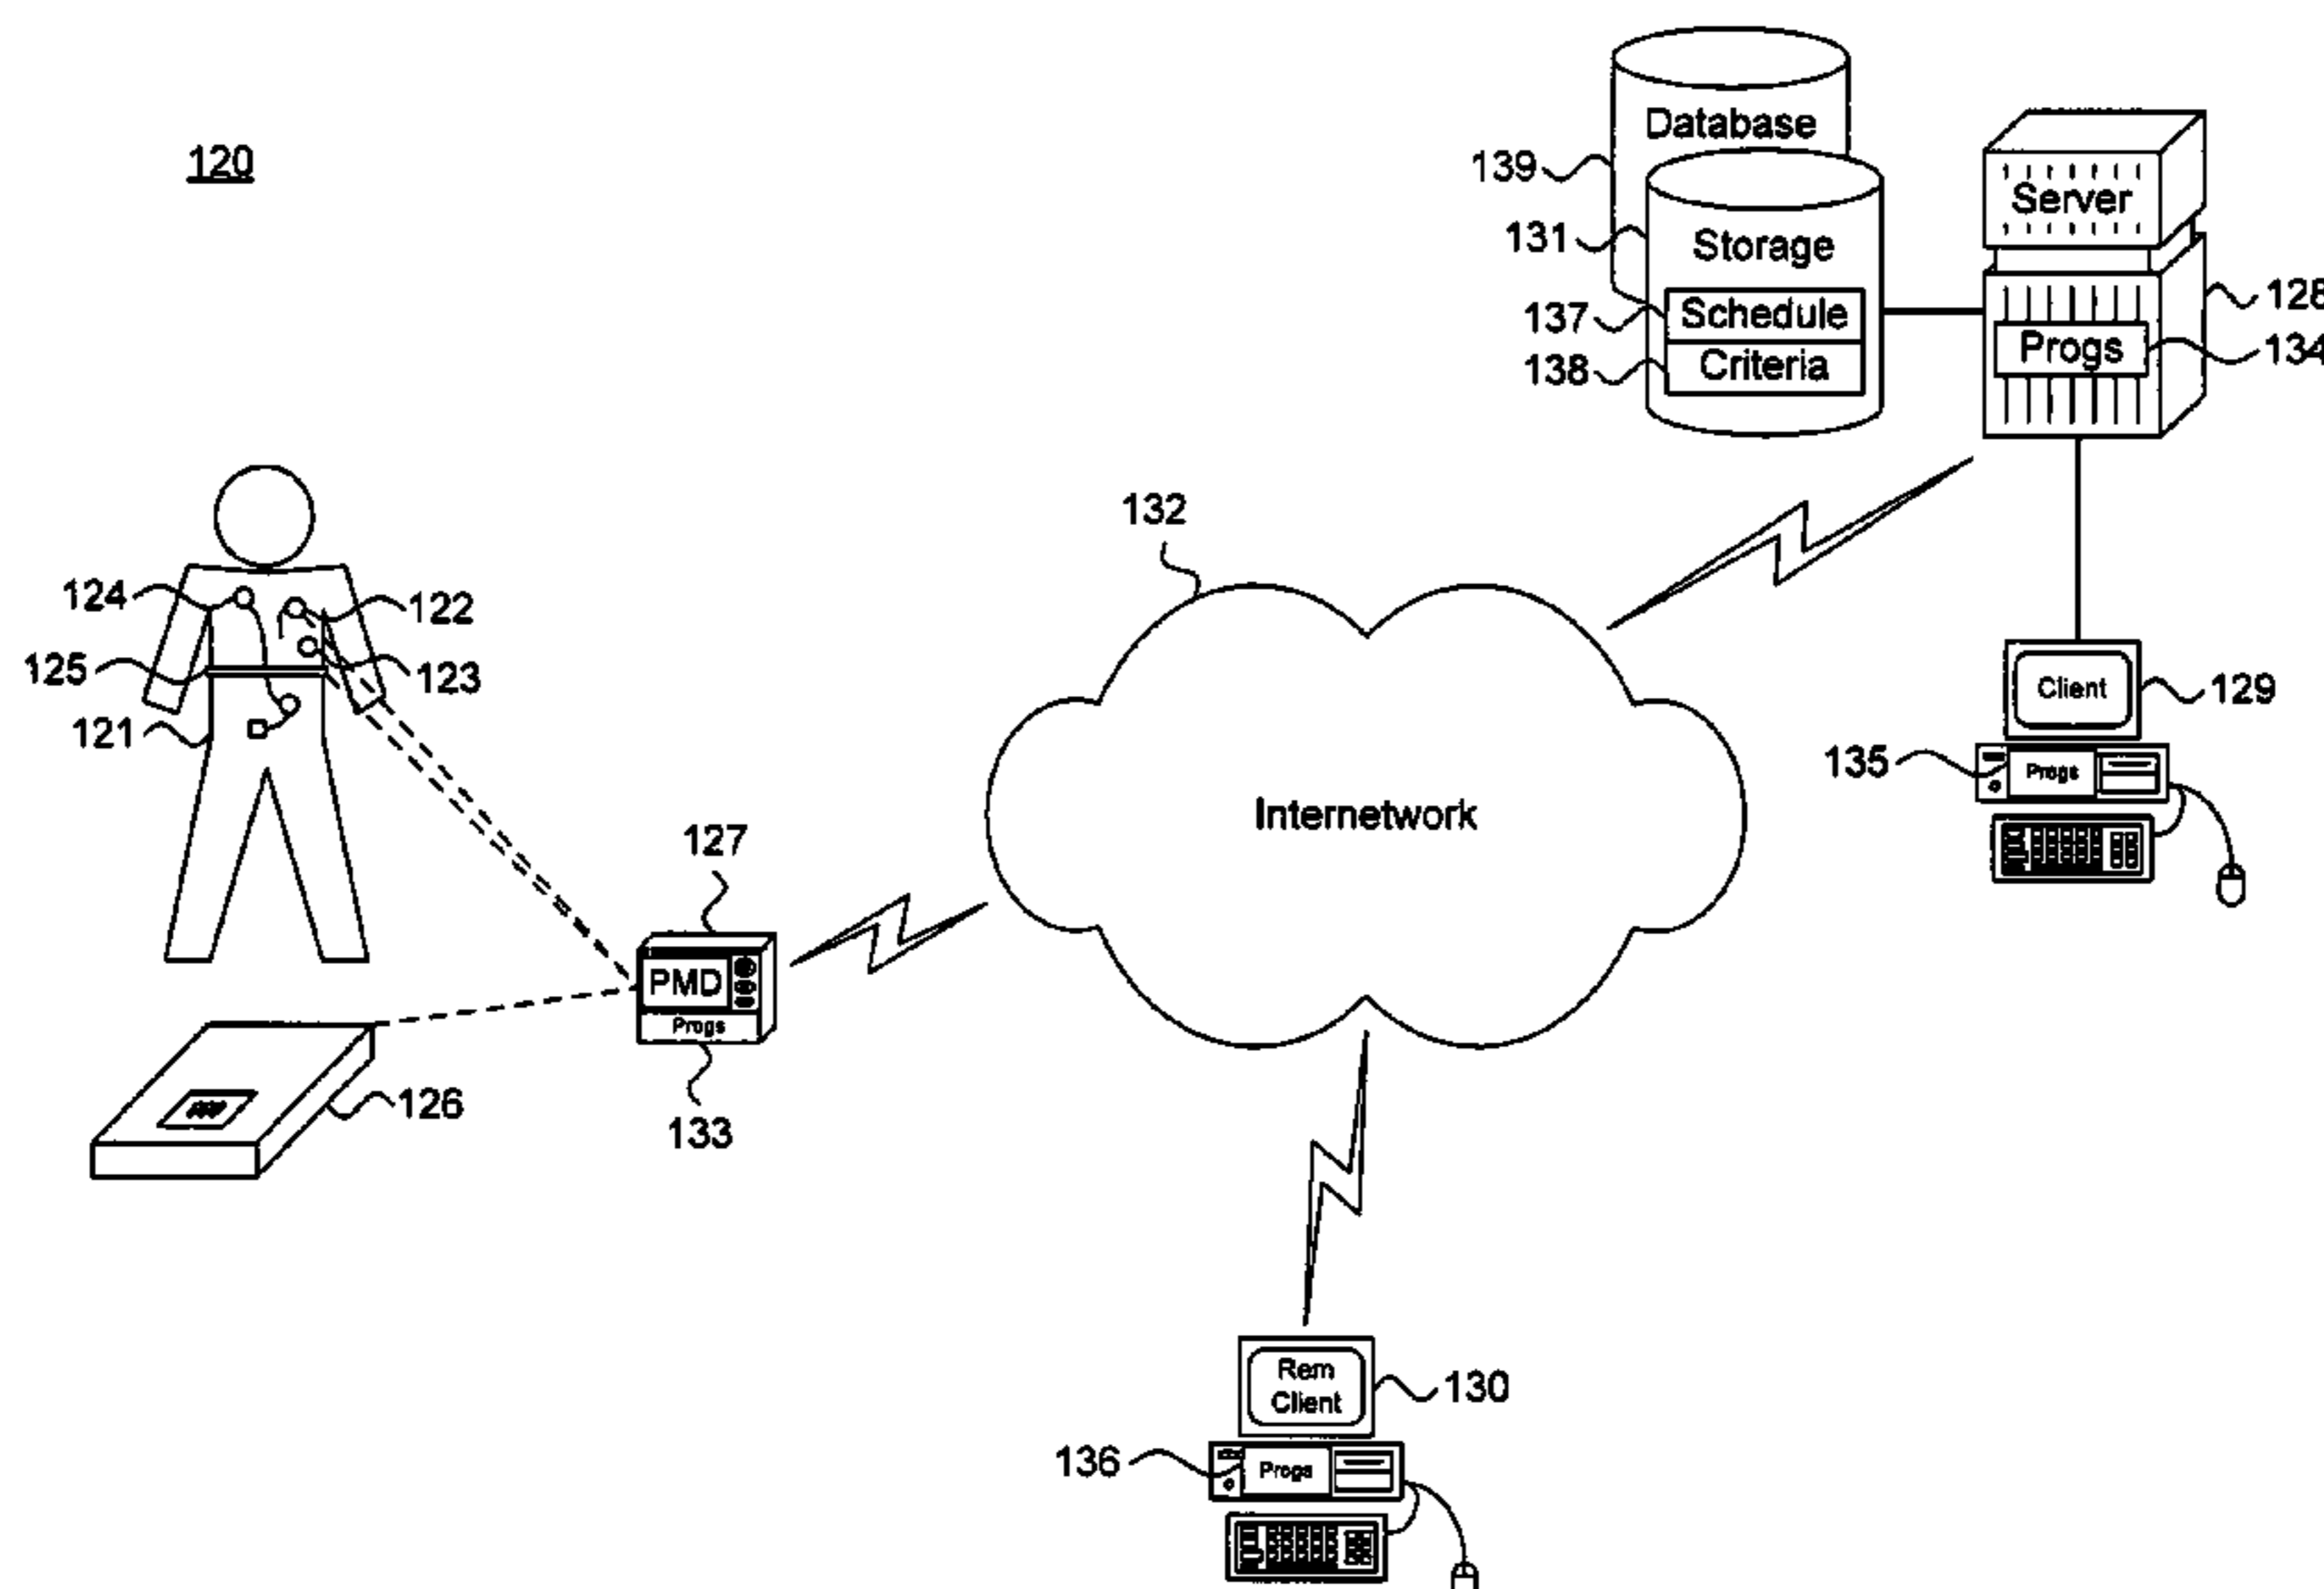 120
Database
139
Server
131
Storage
128
137
Schedule
134
Progs
138
Criteria
132
124
122
125
123
121
Client
129
135
Progs
Internetwork
127
PMD
Progs
126
133
Rem
Client
130
136
Progs